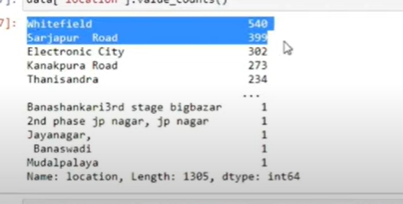 data['location'].value_counts()
7]: Whitefield 540
Sarjapur  Road 399
Electronic City 302
Kanakpura Road 273
Thanisandra 234
...
Banashankari3rd stage bigbazar 1
2nd phase jp nagar, jp nagar 1
Jayanagar, 1
 Banaswadi 1
Mudalpalaya 1
Name: location, Length: 1305, dtype: int64